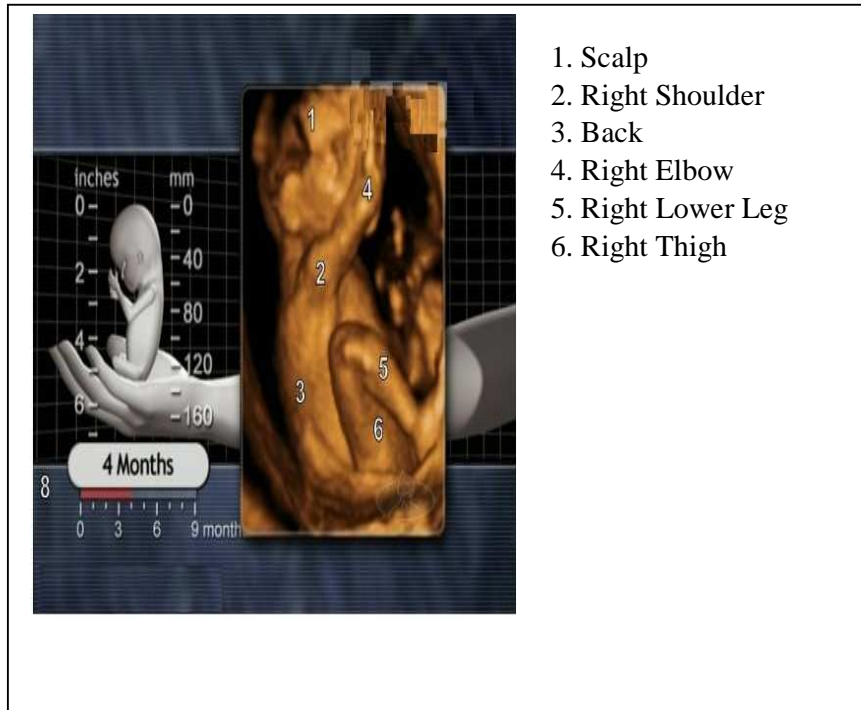 1. Scalp
2. Right Shoulder
3. Back
4. Right Elbow
5. Right Lower Leg
6. Right Thigh
inches mm
0 0
2 40
80
4
120
6
160
4 Months
8
0 3 6 9 month
1
4
2
5
3
6